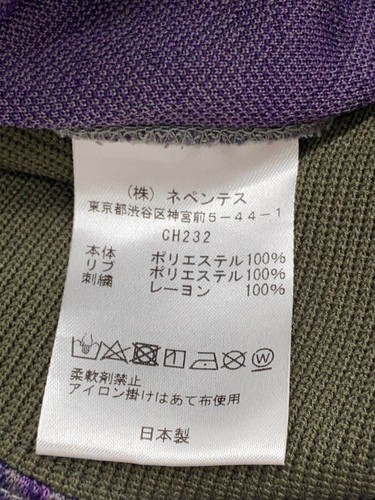 (株) ネペンテス
東京都渋谷区神宮前5-44-1
CH232
本体 ポリエステル100%
リブ ポリエステル100%
刺繍 レーヨン 100%
柔軟剤禁止
アイロン掛けはあて布使用
日本製